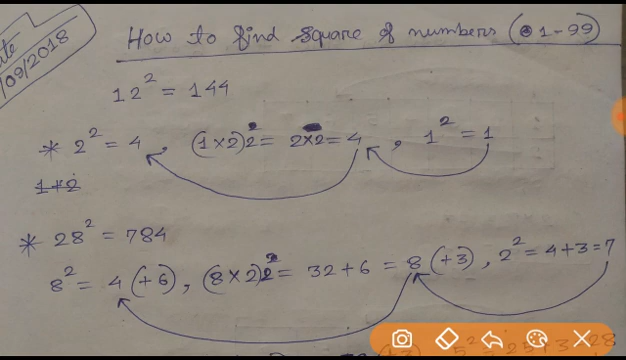 ate
/09/2018
How to find square of numbers (1-99)
12² = 144
* 2² = 4, (1×2)2 = 2×2 = 4, 1² = 1
1+2
* 28² = 784
8² = 4 (+6), (8×2)2 = 32+6 = 8 (+3), 2² = 4+3 = 7